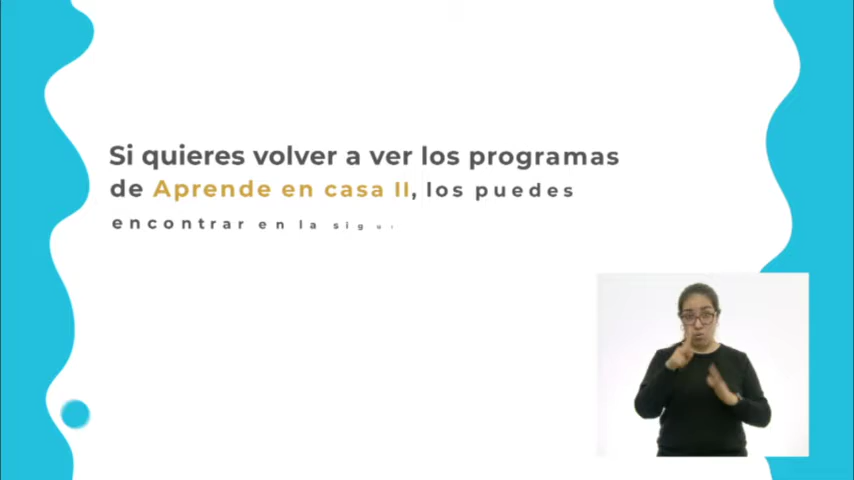 Si quieres volver a ver los programas
de Aprende en casa II, los puedes
encontrar en la